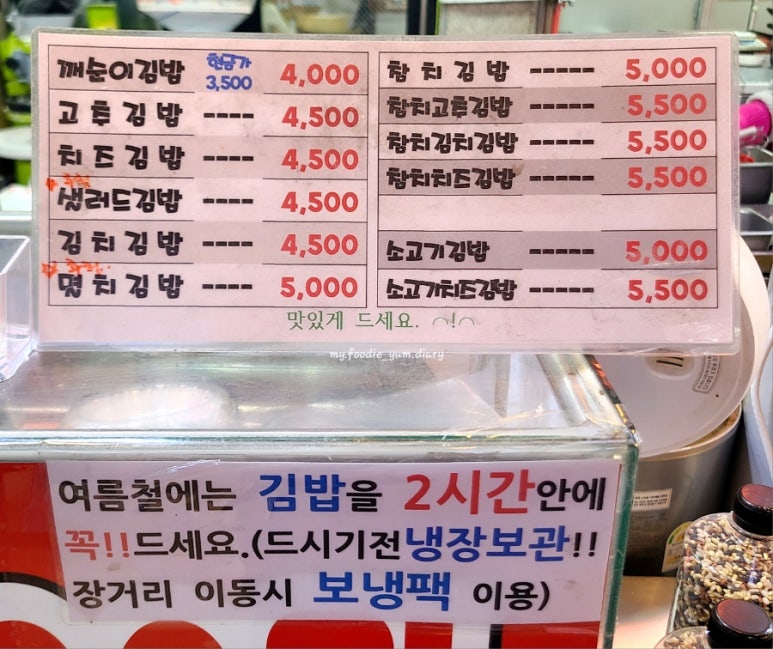 깨순이김밥 현금가 3,500 4,000
고추김밥 ---- 4,500
치즈김밥 ---- 4,500
샐러드김밥 ---- 4,500
김치김밥 ---- 4,500
멸치김밥 ---- 5,000
참치김밥 ----- 5,000
참치고추김밥 ----- 5,500
참치김치김밥 ----- 5,500
참치치즈김밥 ----- 5,500
소고기김밥 ----- 5,000
소고기치즈김밥 ----- 5,500
맛있게 드세요. ◠!◠
my.foodie_yum.diary
여름철에는 김밥을 2시간안에
꼭!!드세요.(드시기전냉장보관!!
장거리 이동시 보냉팩 이용)